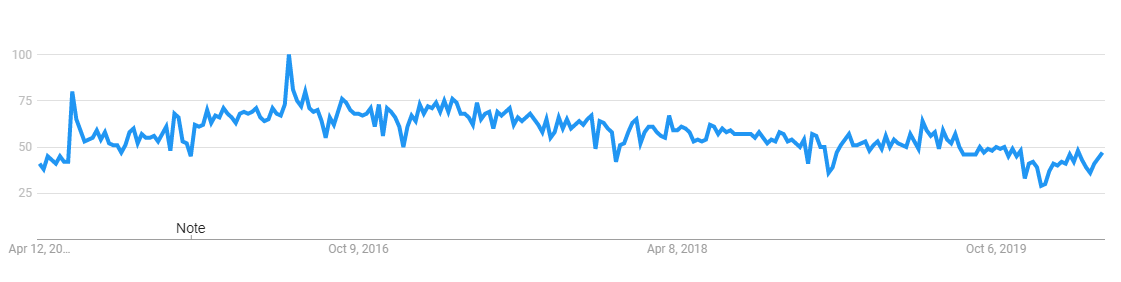 100
75
50
25
Note
Apr 12, 20...
Oct 9, 2016
Apr 8, 2018
Oct 6, 2019